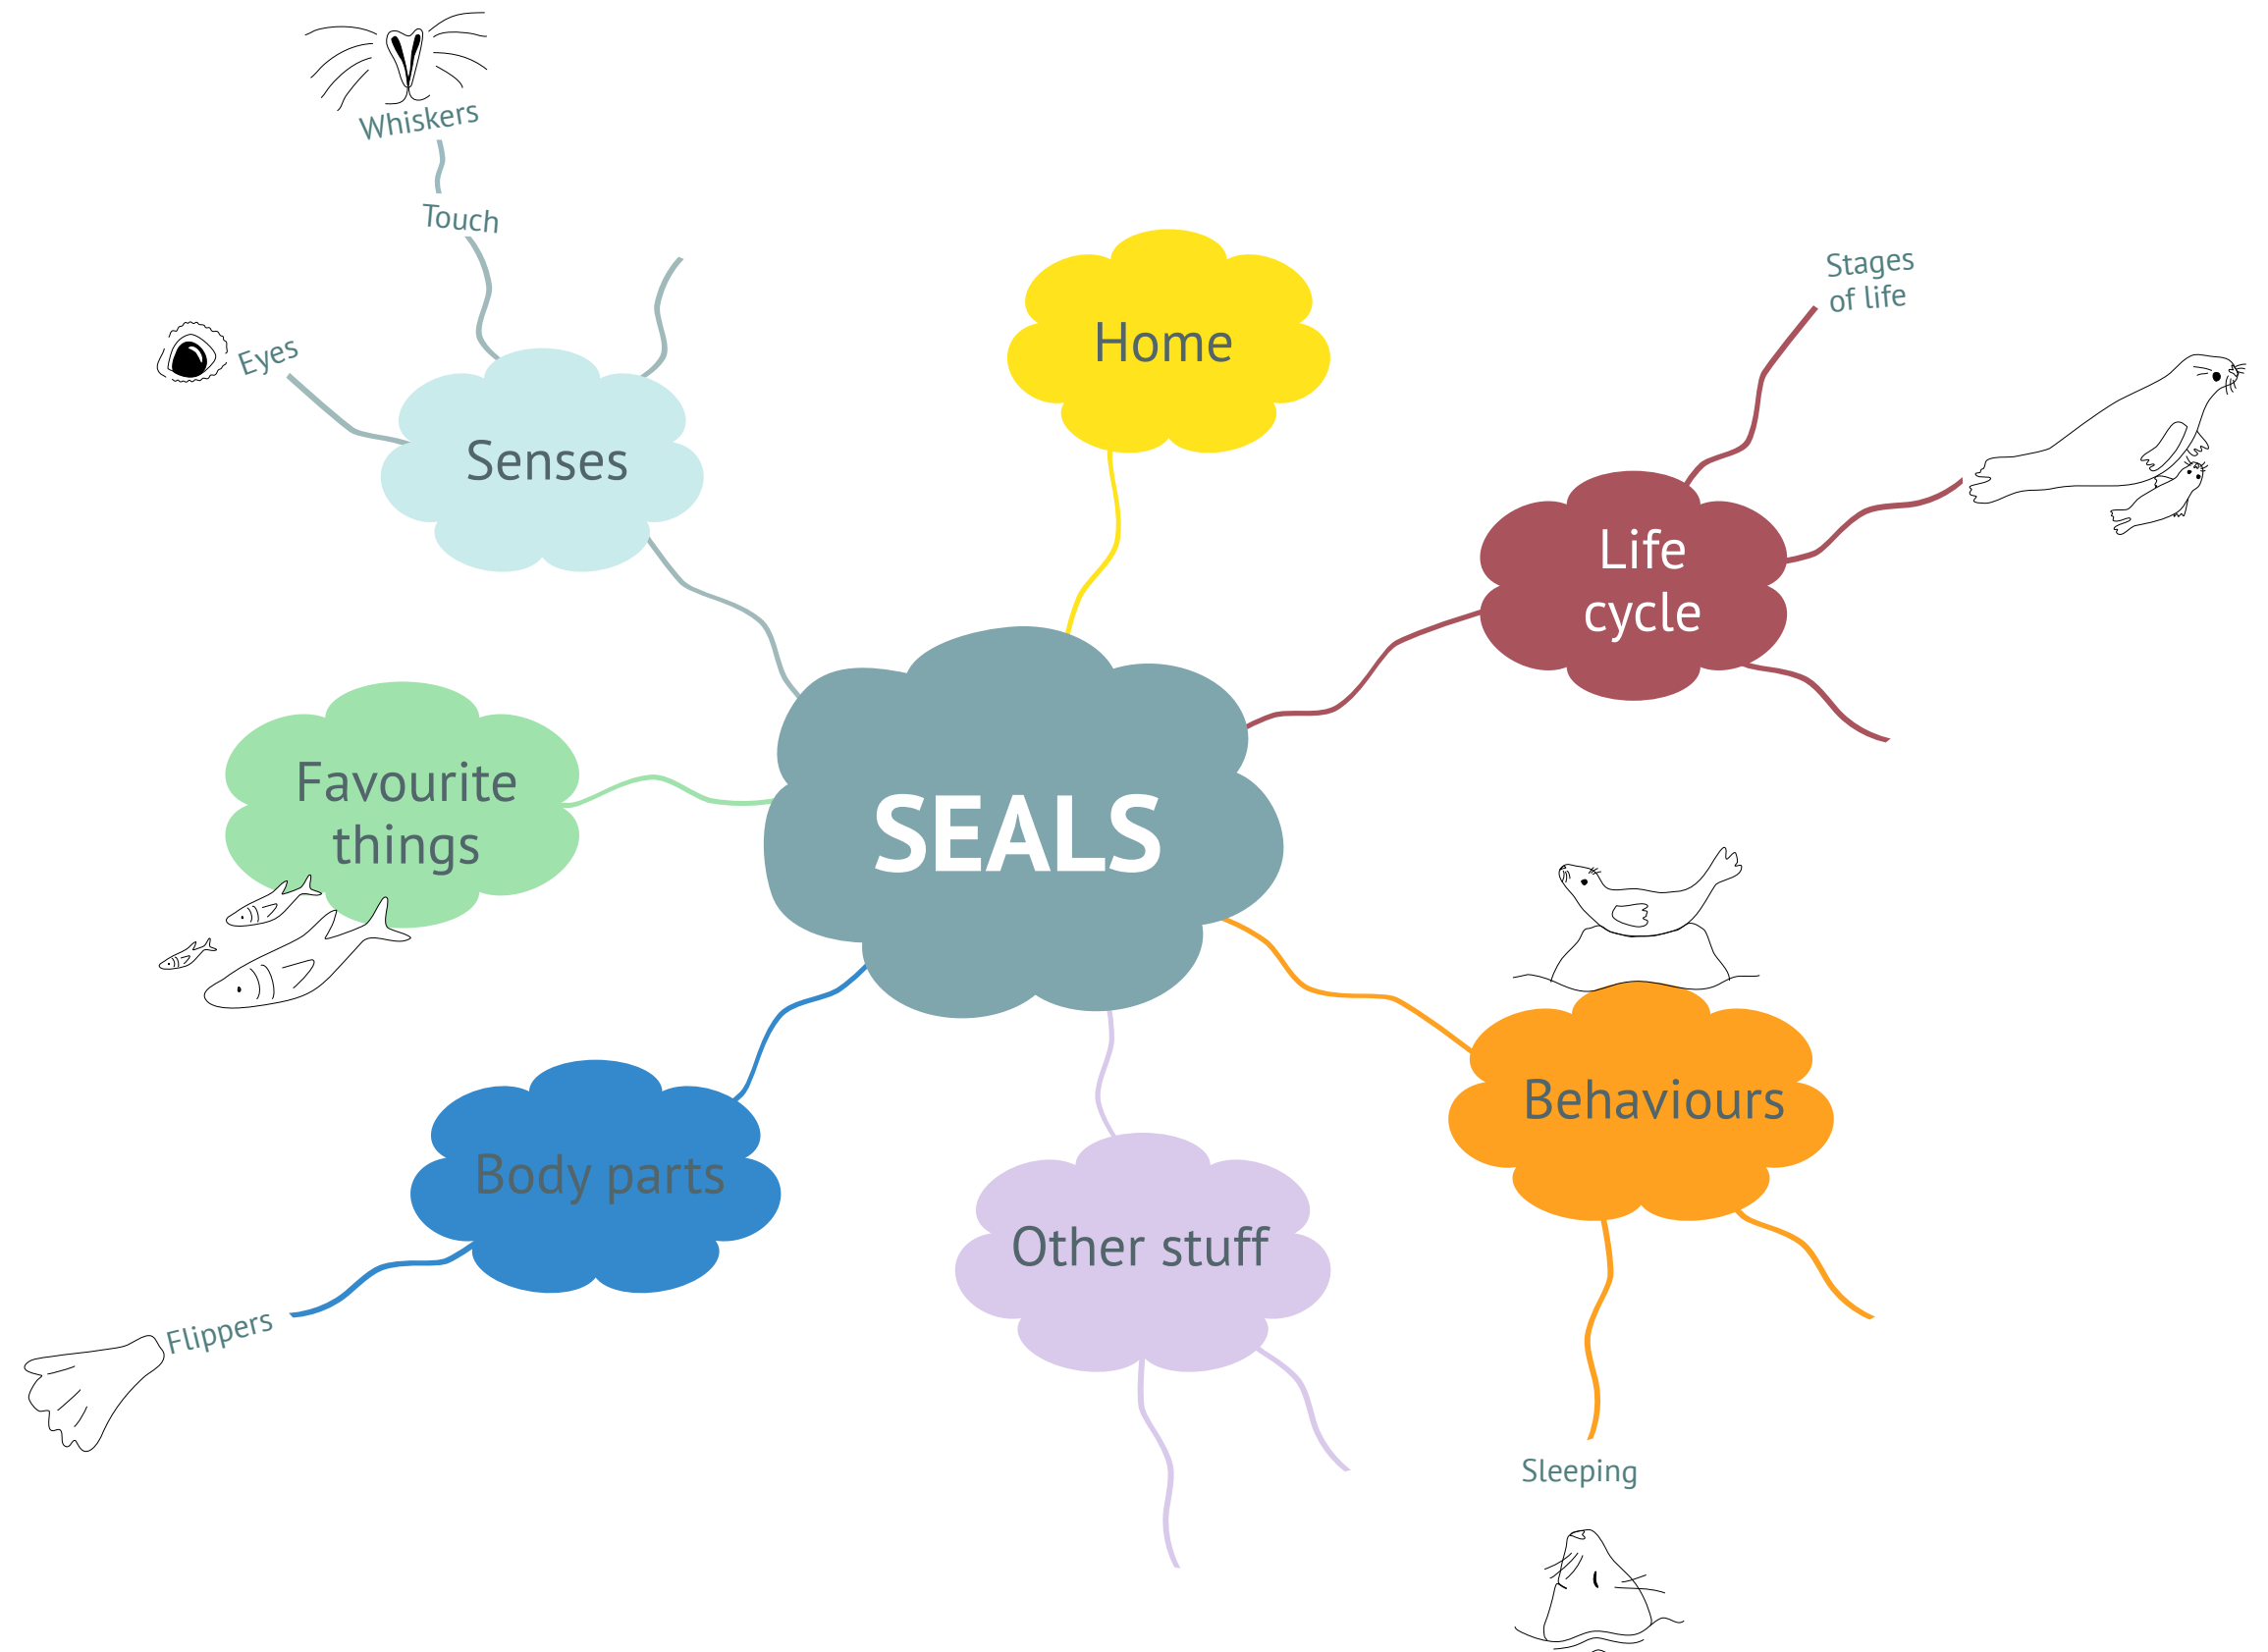 Whiskers
Touch
Eyes
Senses
Home
Stages
of life
Life
cycle
Favourite
things
SEALS
Behaviours
Body parts
Other stuff
Flippers
Sleeping